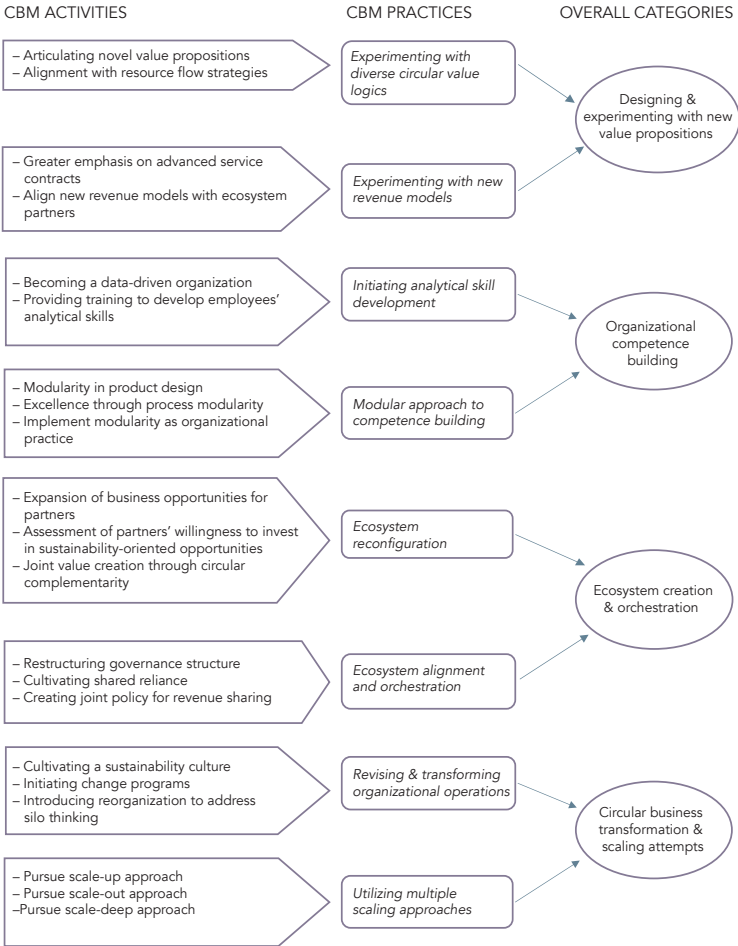 CBM ACTIVITIES
CBM PRACTICES
OVERALL CATEGORIES
– Articulating novel value propositions
– Alignment with resource flow strategies
Experimenting with
diverse circular value
logics
Designing &
experimenting with new
value propositions
– Greater emphasis on advanced service
contracts
– Align new revenue models with ecosystem
partners
Experimenting with new
revenue models
– Becoming a data-driven organization
– Providing training to develop employees’
analytical skills
Initiating analytical skill
development
Organizational
competence
building
– Modularity in product design
– Excellence through process modularity
– Implement modularity as organizational
practice
Modular approach to
competence building
– Expansion of business opportunities for
partners
– Assessment of partners’ willingness to invest
in sustainability-oriented opportunities
– Joint value creation through circular
complementarity
Ecosystem
reconfiguration
Ecosystem creation
& orchestration
– Restructuring governance structure
– Cultivating shared reliance
– Creating joint policy for revenue sharing
Ecosystem alignment
and orchestration
– Cultivating a sustainability culture
– Initiating change programs
– Introducing reorganization to address
silo thinking
Revising & transforming
organizational operations
Circular business
transformation &
scaling attempts
– Pursue scale-up approach
– Pursue scale-out approach
–Pursue scale-deep approach
Utilizing multiple
scaling approaches